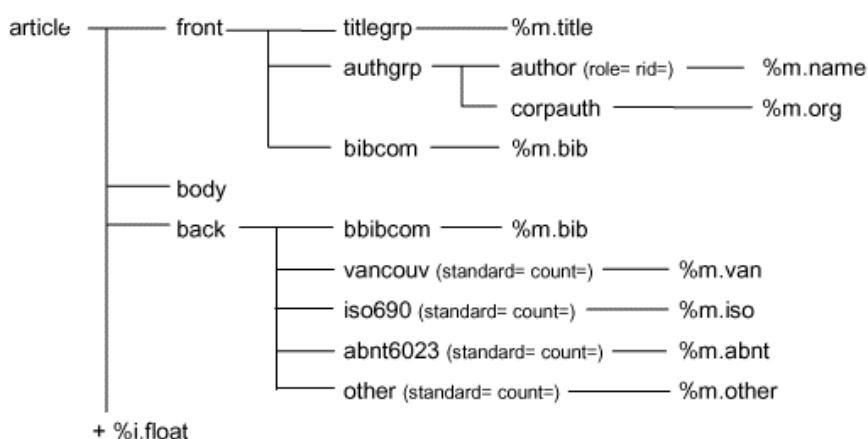 article front titlegrp %m.title
authgrp author (role= rid=) %m.name
corpauth %m.org
bibcom %m.bib
body
back bbibcom %m.bib
vancouv (standard= count=) %m.van
iso690 (standard= count=) %m.iso
abnt6023 (standard= count=) %m.abnt
other (standard= count=) %m.other
+ %i.float